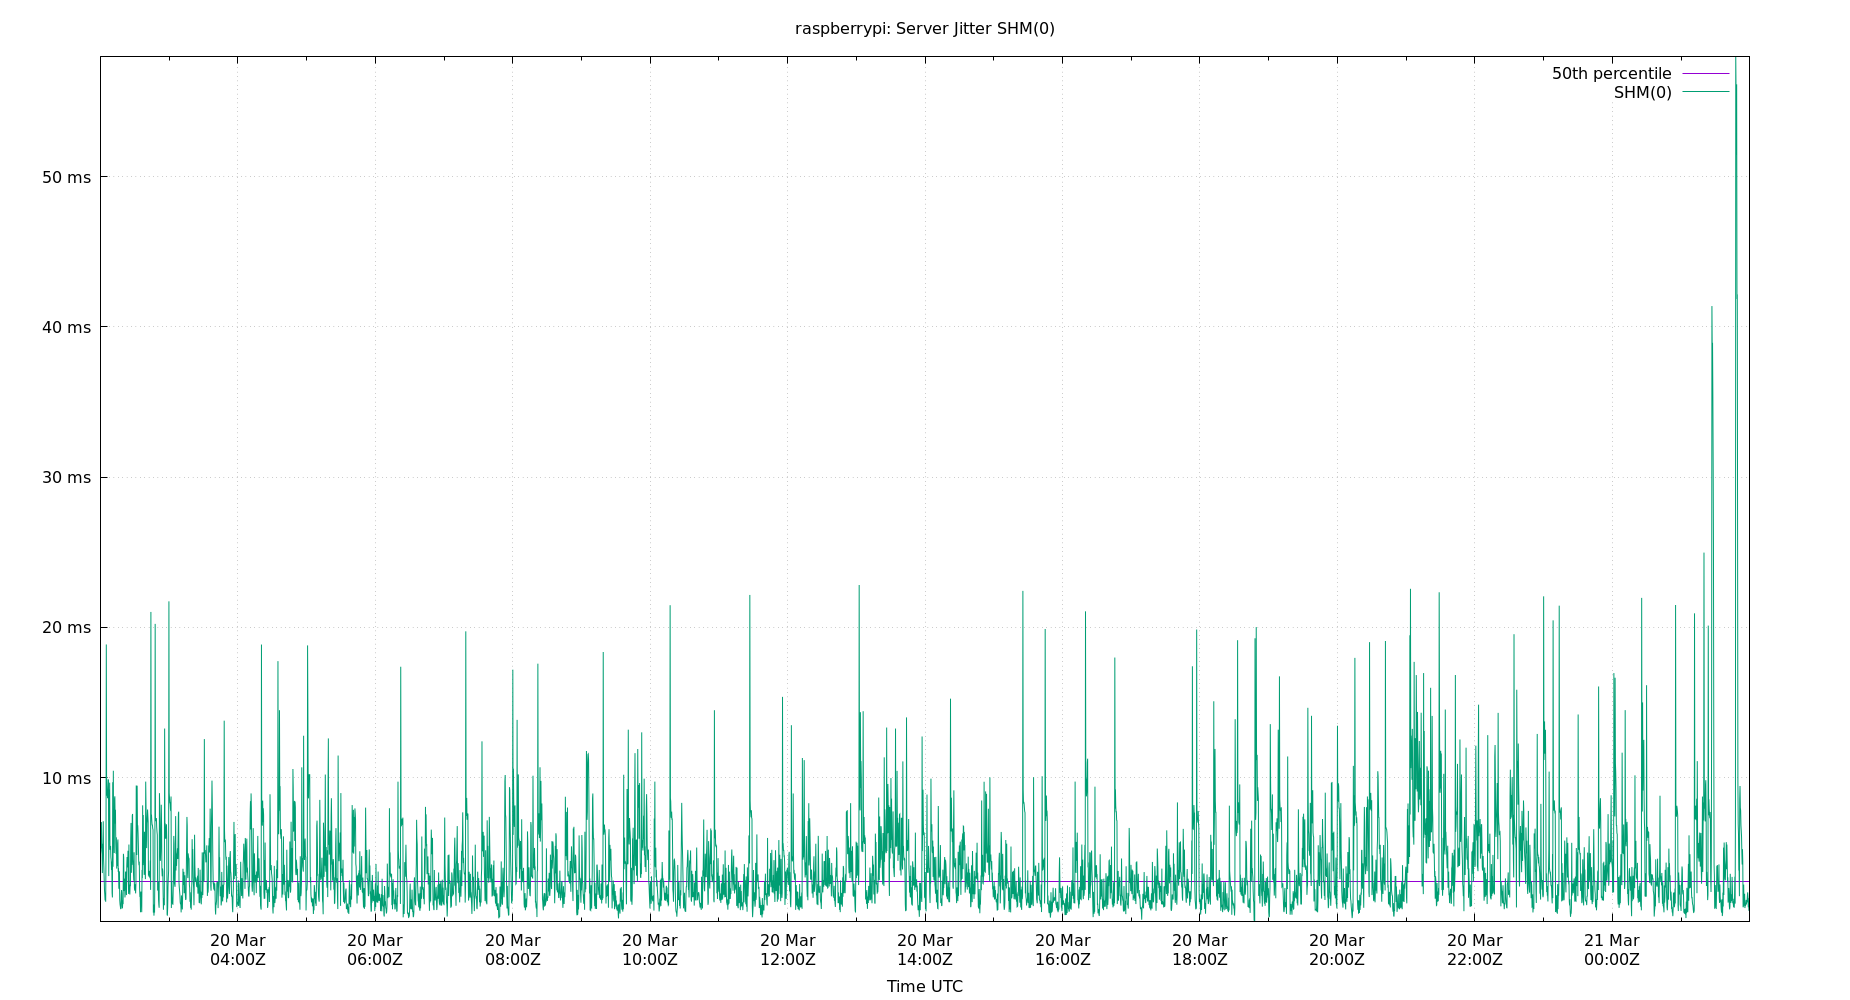 raspberrypi: Server Jitter SHM(0)
50th percentile
SHM(0)
50 ms
40 ms
30 ms
20 ms
10 ms
20 Mar 20 Mar 20 Mar 20 Mar 20 Mar 20 Mar 20 Mar 20 Mar 20 Mar 20 Mar 21 Mar
04:00Z 06:00Z 08:00Z 10:00Z 12:00Z 14:00Z 16:00Z 18:00Z 20:00Z 22:00Z 00:00Z
Time UTC